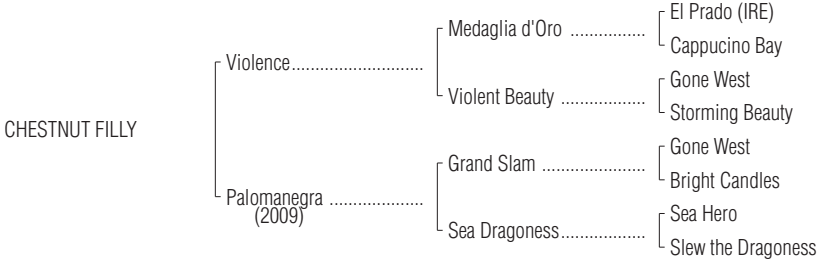 El Prado (IRE)
Medaglia d'Oro ................
Cappucino Bay
Violence............................
Gone West
Violent Beauty ..................
Storming Beauty
CHESTNUT FILLY
Gone West
Grand Slam ......................
Bright Candles
Palomanegra ....................
(2009)
Sea Hero
Sea Dragoness..................
Slew the Dragoness